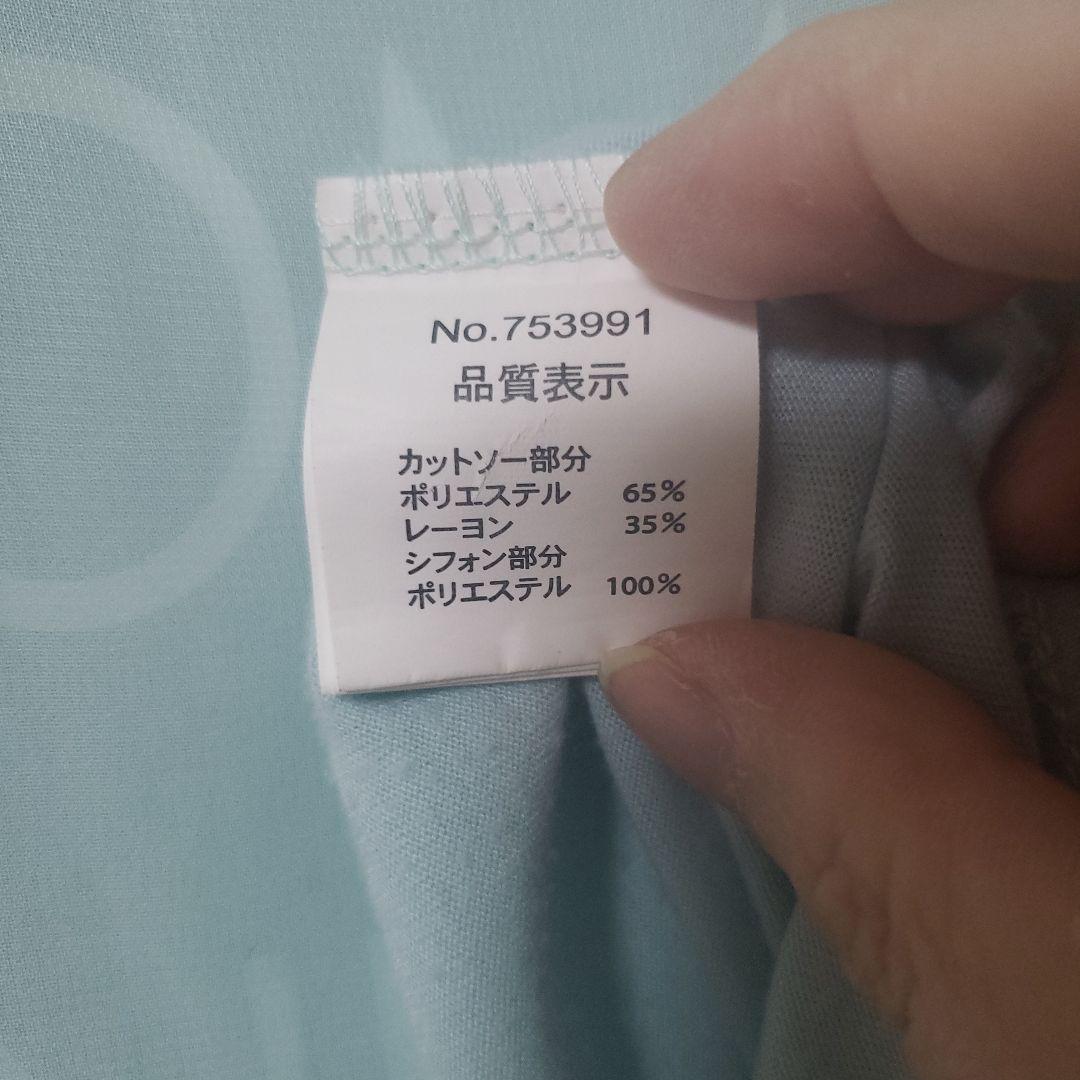 No.753991
品質表示
カットソー部分
ポリエステル 65%
レーヨン 35%
シフォン部分
ポリエステル 100%